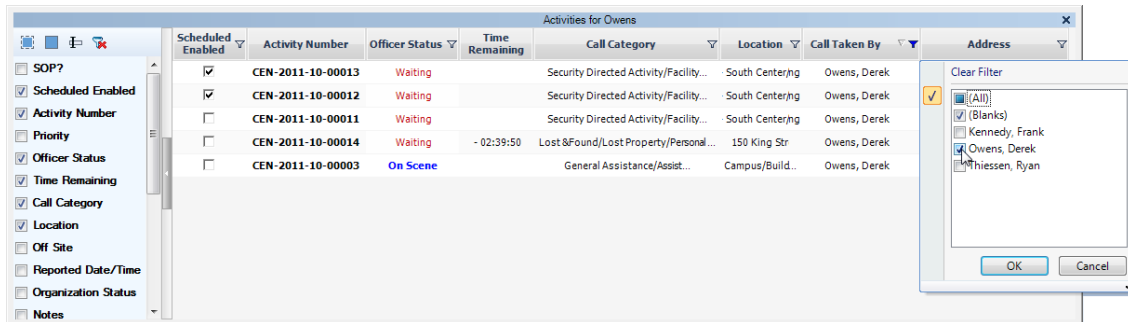 Activities for Owens
SOP?
Scheduled Enabled
Activity Number
Priority
Officer Status
Time Remaining
Call Category
Location
Off Site
Reported Date/Time
Organization Status
Notes
Scheduled Enabled Activity Number Officer Status Time Remaining Call Category Location Call Taken By Address
CEN-2011-10-00013 Waiting Security Directed Activity/Facility... South Center/ng Owens, Derek
CEN-2011-10-00012 Waiting Security Directed Activity/Facility... South Center/ng Owens, Derek
CEN-2011-10-00011 Waiting Security Directed Activity/Facility... South Center/ng Owens, Derek
CEN-2011-10-00014 Waiting - 02:39:50 Lost &Found/Lost Property/Personal... 150 King Str Owens, Derek
CEN-2011-10-00003 On Scene General Assistance/Assist... Campus/Build... Owens, Derek
Clear Filter
(All)
(Blanks)
Kennedy, Frank
Owens, Derek
Thiessen, Ryan
OK Cancel